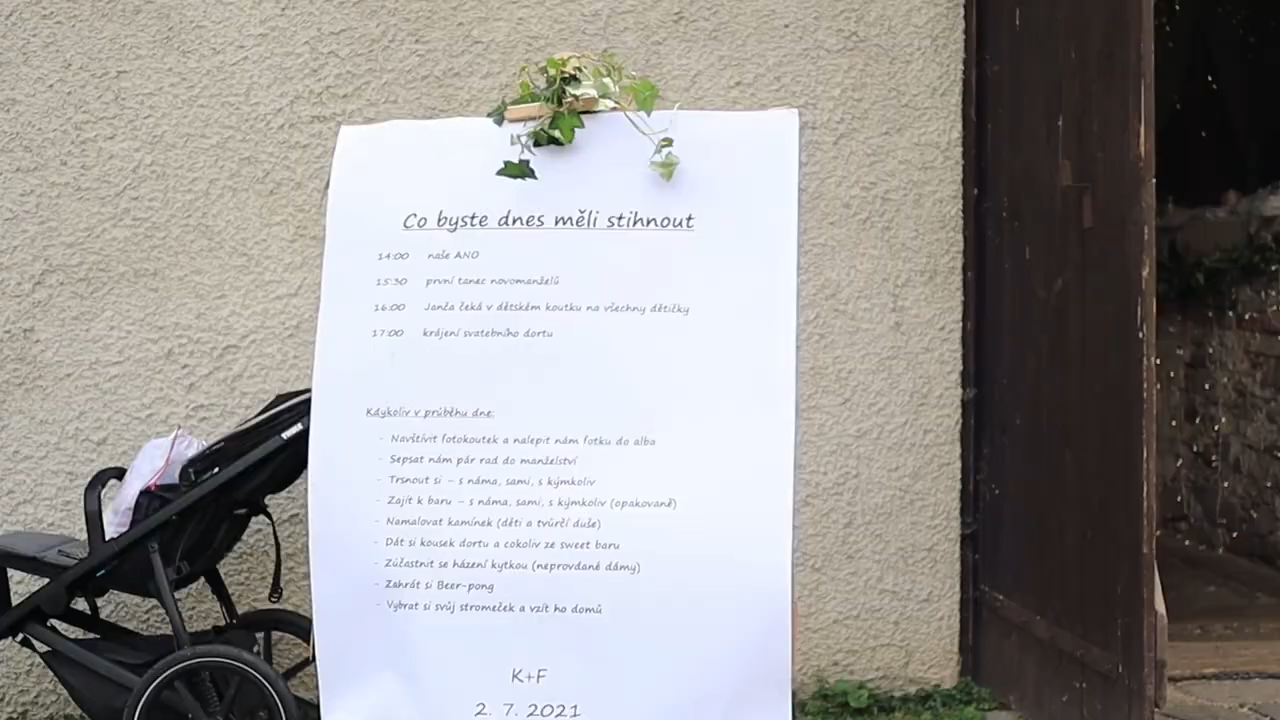 Co byste dnes měli stihnout
14:00 naše ANO
15:30 první tanec novomanželů
16:00 Janča čeká v dětském koutku na všechny dětičky
17:00 krájení svatebního dortu
Kdykoliv v průběhu dne:
- Navštívit fotokoutek a nalepit nám fotku do alba
- Sepsat nám pár rad do manželství
- Trsnout si – s náma, sami, s kýmkoliv
- Zajít k baru – s náma, sami, s kýmkoliv (opakovaně)
- Namalovat kamínek (děti a tvůrčí duše)
- Dát si kousek dortu a cokoliv ze sweet baru
- Zúčastnit se házení kytkou (neprovdané dámy)
- Zahrát si Beer-pong
- Vybrat si svůj stromeček a vzít ho domů
K+F
2. 7. 2021
THULE